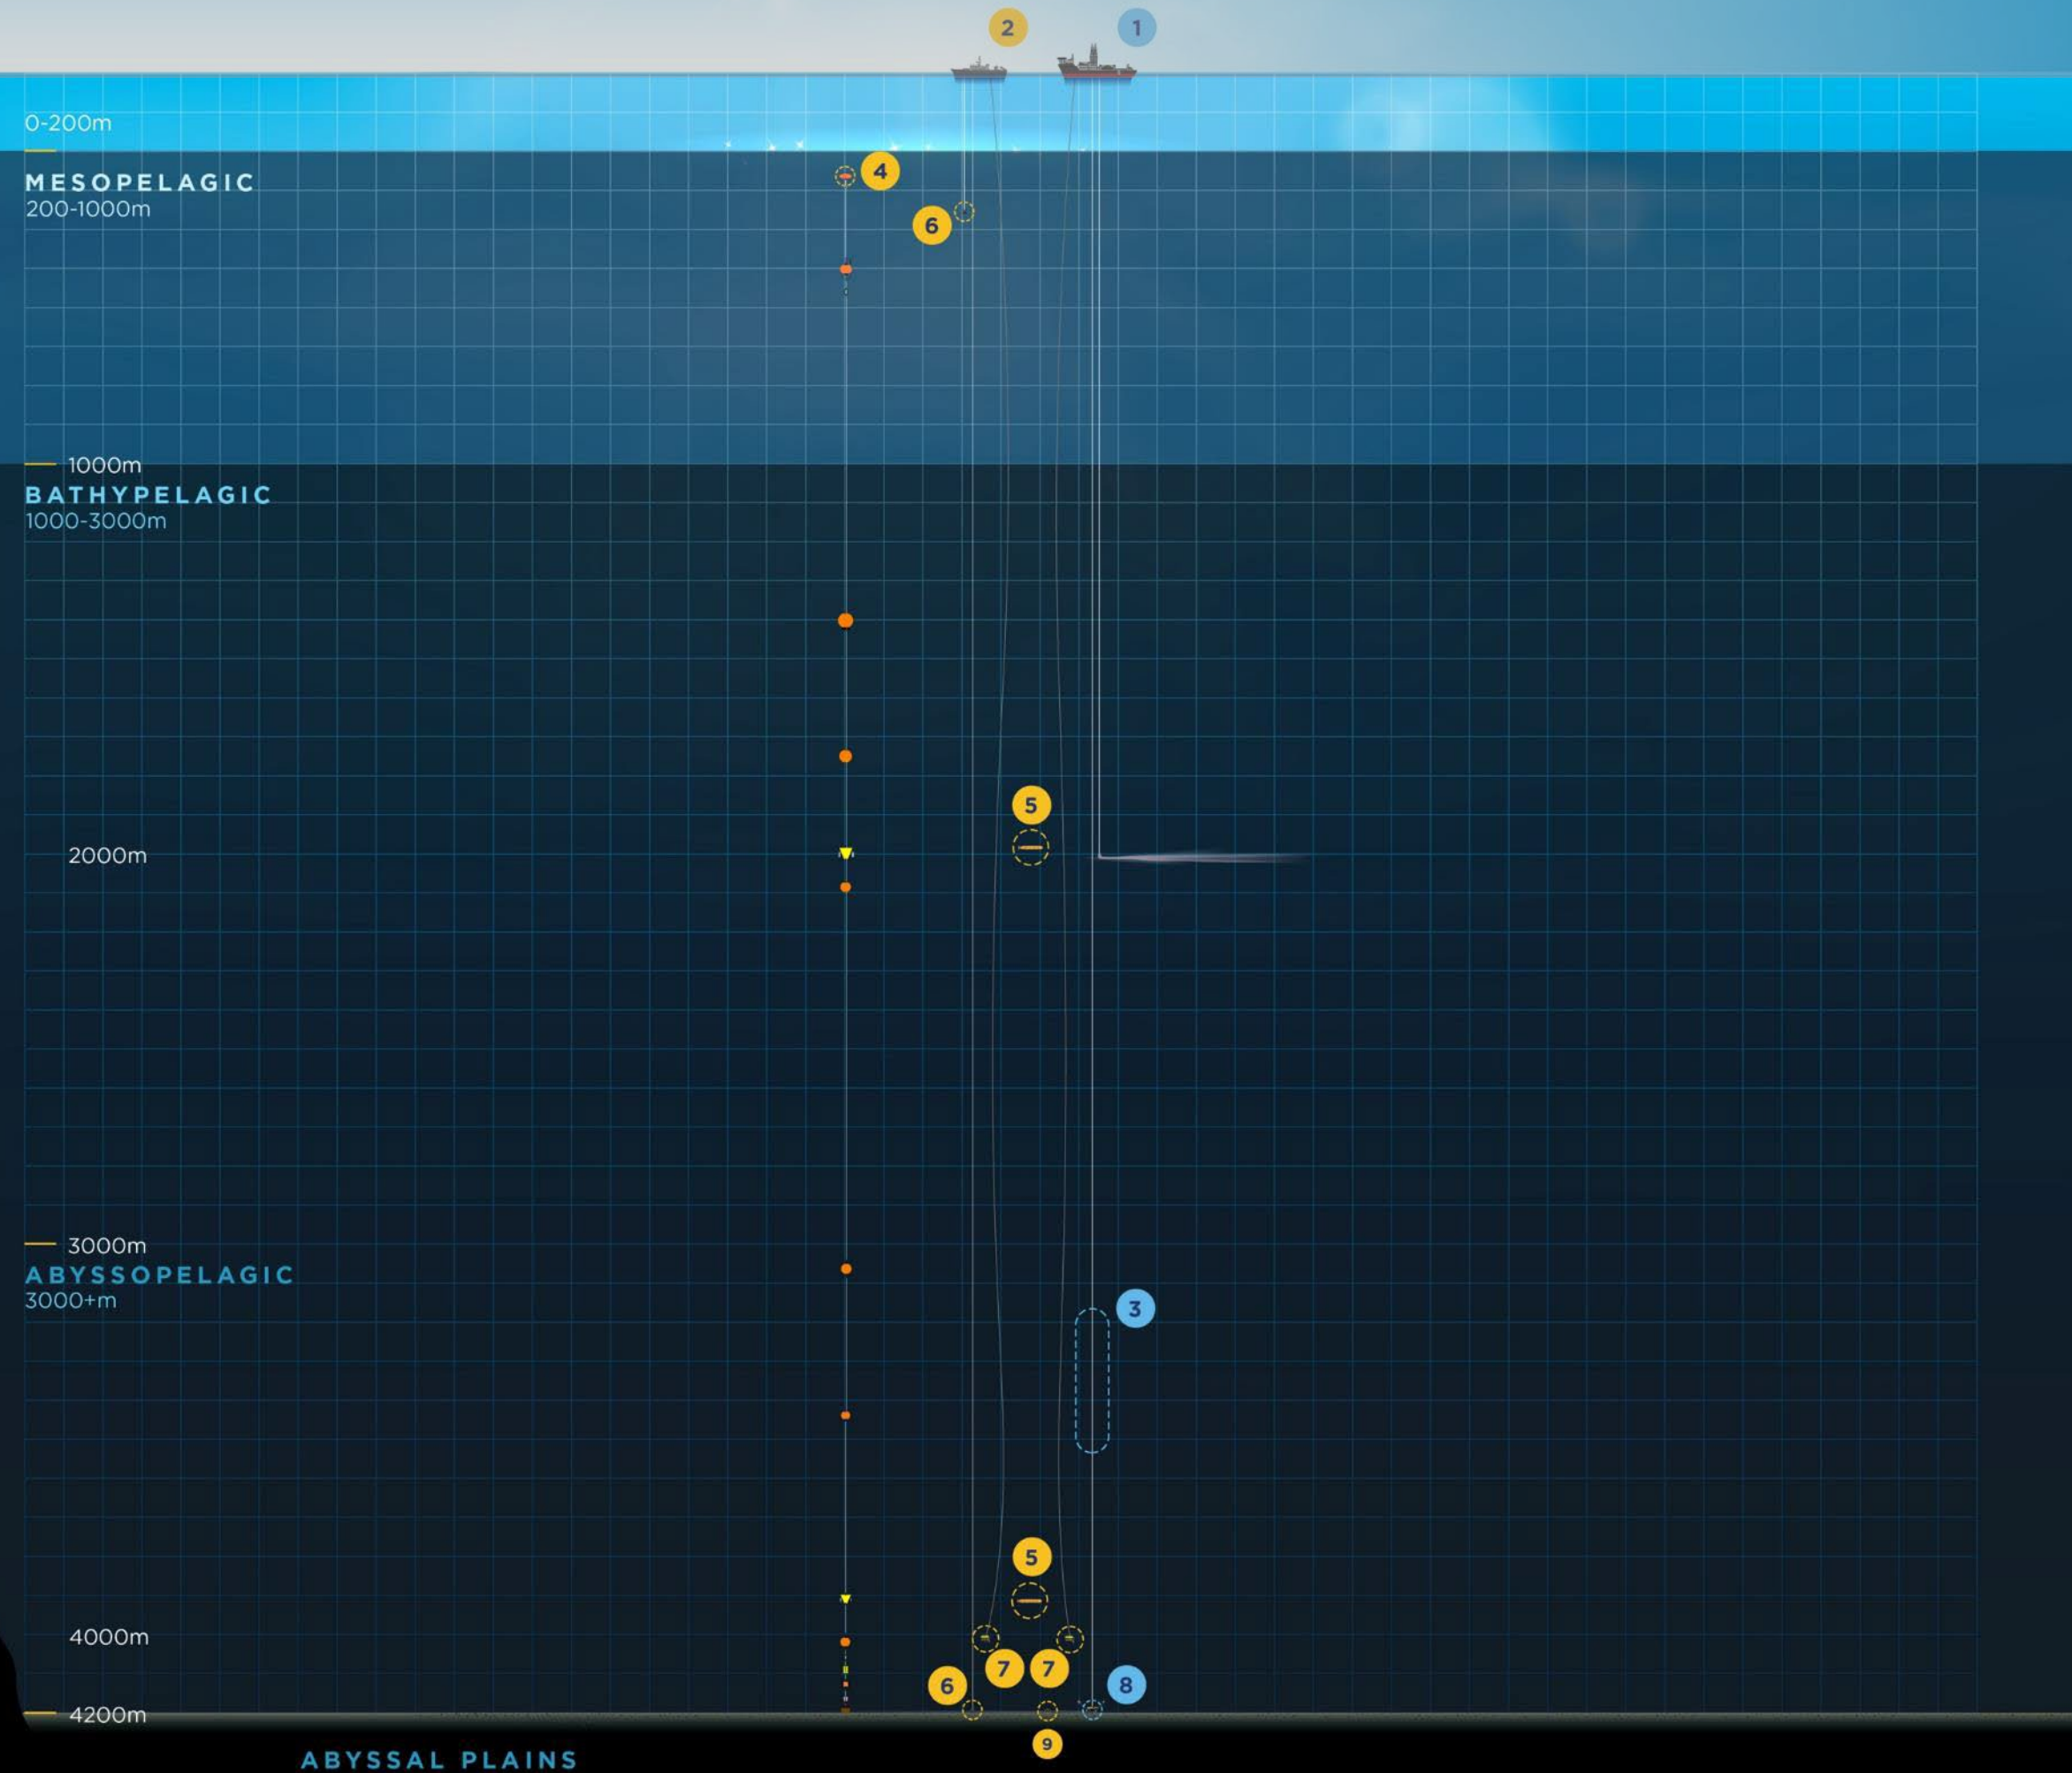 2
1
0-200m
4
MESOPELAGIC
200-1000m
6
1000m
BATHYPELAGIC
1000-3000m
5
2000m
3000m
ABYSSOPELAGIC
3000+m
3
5
4000m
7
7
6
8
4200m
9
ABYSSAL PLAINS